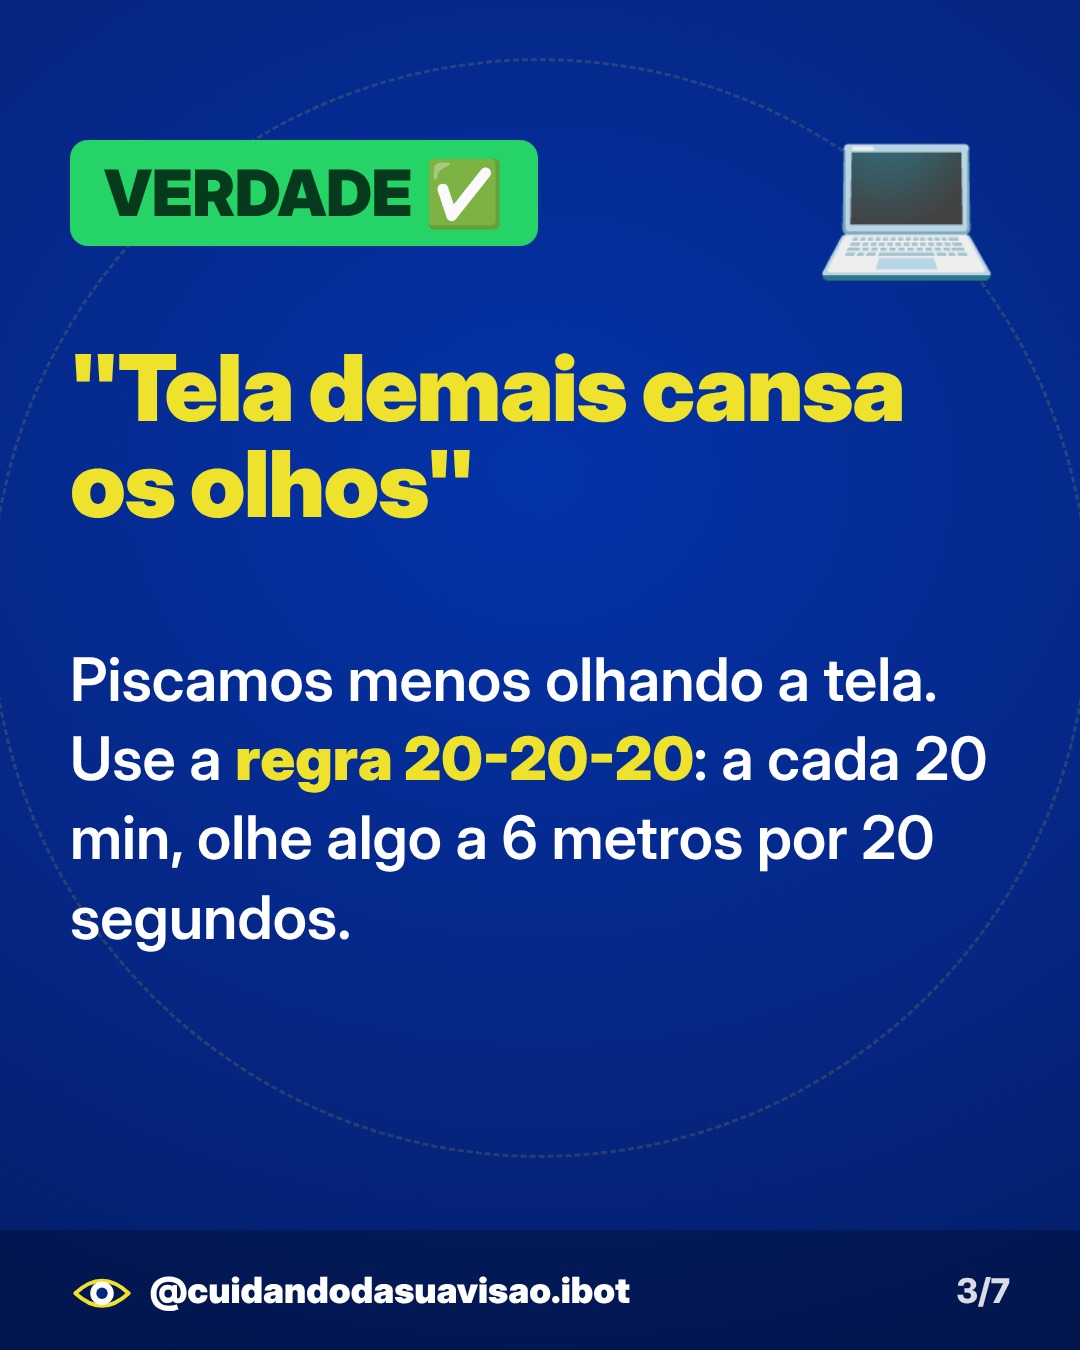 VERDADE ✅
"Tela demais cansa
os olhos"
Piscamos menos olhando a tela.
Use a regra 20-20-20: a cada 20
min, olhe algo a 6 metros por 20
segundos.
@cuidandodasuavisao.ibot
3/7